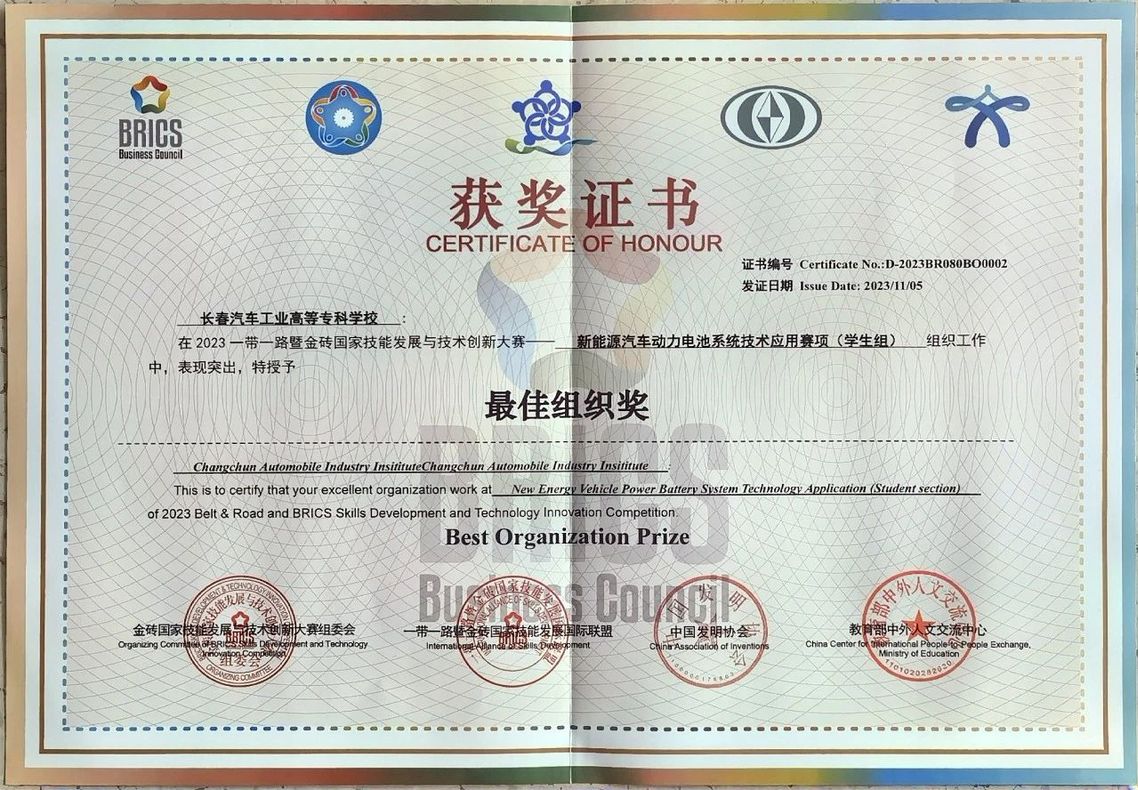 BRICS
Business Council
获奖证书
CERTIFICATE OF HONOUR
证书编号 Certificate No.:D-2023BR080BO0002
发证日期 Issue Date: 2023/11/05
长春汽车工业高等专科学校:
在 2023 一带一路暨金砖国家技能发展与技术创新大赛——新能源汽车动力电池系统技术应用赛项（学生组） 组织工作
中，表现突出，特授予
最佳组织奖
Changchun Automobile Industry InsitituteChangchun Automobile Industry Insititute:
This is to certify that your excellent organization work at New Energy Vehicle Power Battery System Technology Application (Student section)
of 2023 Belt & Road and BRICS Skills Development and Technology Innovation Competition.
Best Organization Prize
BRICS
Business Council
金砖国家技能发展与技术创新大赛组委会
Organizing Committee of BRICS Skills Development and Technology
Innovation Competition
一带一路暨金砖国家技能发展国际联盟
International Alliance of Skills Development
中国发明协会
China Association of Inventions
教育部中外人文交流中心
China Center for International People-to-People Exchange,
Ministry of Education
组委会
1101020282020